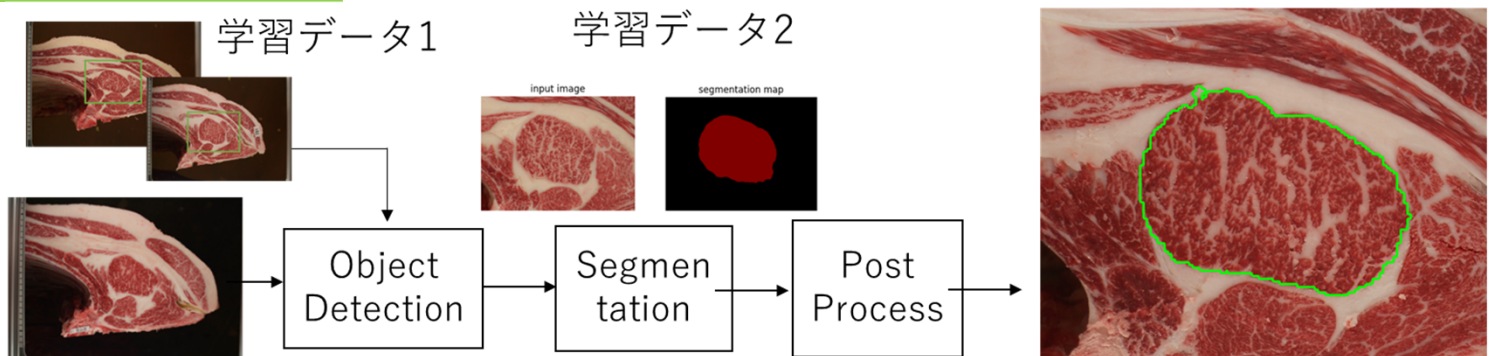 学習データ1
学習データ2
input image
segmentation map
Object
Detection
Segmen
tation
Post
Process